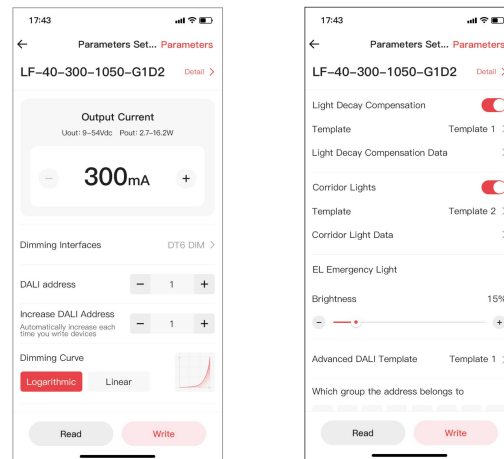 17:43
Parameters Set... Parameters
LF-40-300-1050-G1D2 Detail >
Output Current
Uout: 9-54Vdc Pout: 2.7-16.2W
300mA
Dimming Interfaces DT6 DIM >
DALI address - 1 +
Increase DALI Address - 1 +
Automatically increase each
time you write devices
Dimming Curve
Logarithmic Linear
Read Write
17:43
Parameters Set... Parameters
LF-40-300-1050-G1D2 Detail >
Light Decay Compensation
Template Template 1 >
Light Decay Compensation Data >
Corridor Lights
Template Template 2 >
Corridor Light Data >
EL Emergency Light
Brightness 15%
Advanced DALI Template Template 1 >
Which group the address belongs to
Read Write